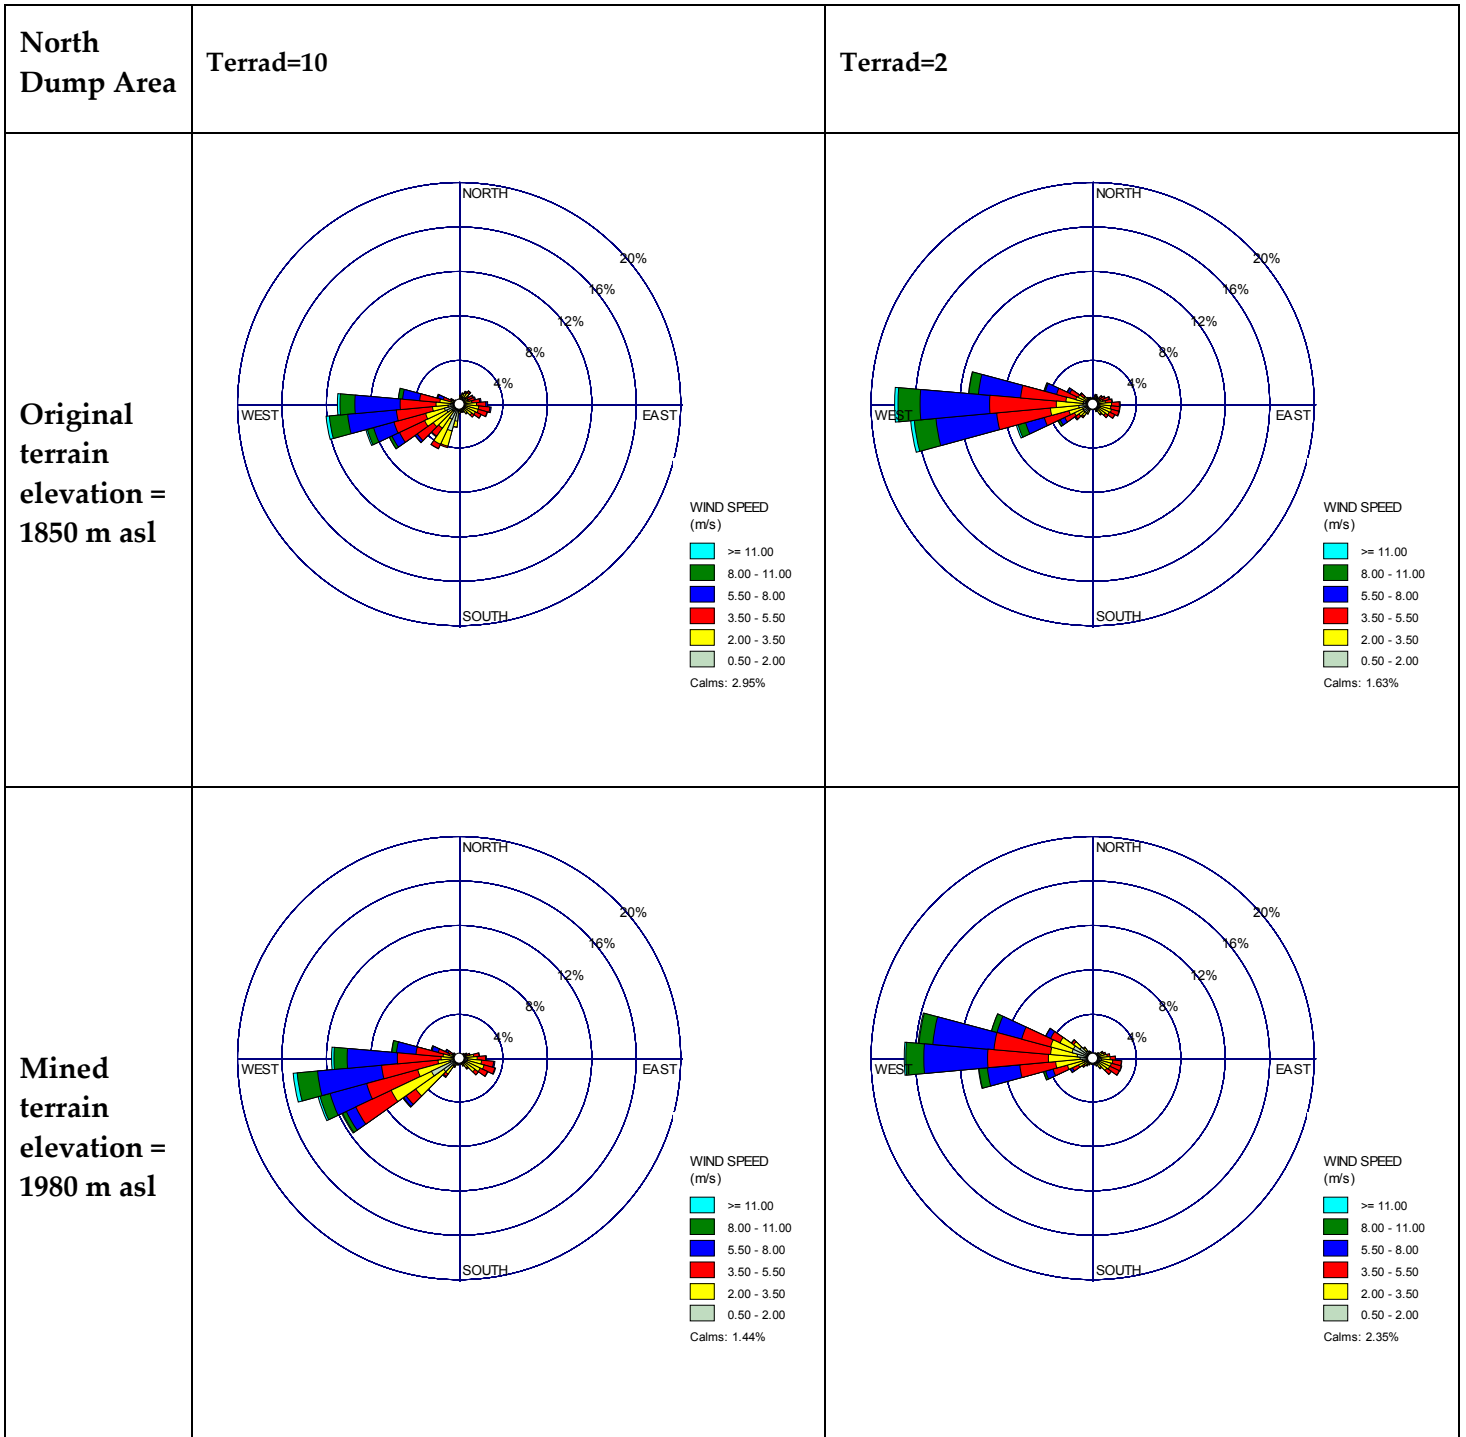 North
Dump Area
Terrad=10
Terrad=2
Original
terrain
elevation =
1850 m asl
NORTH
20%
16%
12%
8%
4%
WEST
EAST
SOUTH
WIND SPEED
(m/s)
>= 11.00
8.00 - 11.00
5.50 - 8.00
3.50 - 5.50
2.00 - 3.50
0.50 - 2.00
Calms: 2.95%
NORTH
20%
16%
12%
8%
4%
WEST
EAST
SOUTH
WIND SPEED
(m/s)
>= 11.00
8.00 - 11.00
5.50 - 8.00
3.50 - 5.50
2.00 - 3.50
0.50 - 2.00
Calms: 1.63%
Mined
terrain
elevation =
1980 m asl
NORTH
20%
16%
12%
8%
4%
WEST
EAST
SOUTH
WIND SPEED
(m/s)
>= 11.00
8.00 - 11.00
5.50 - 8.00
3.50 - 5.50
2.00 - 3.50
0.50 - 2.00
Calms: 1.44%
NORTH
20%
16%
12%
8%
4%
WEST
EAST
SOUTH
WIND SPEED
(m/s)
>= 11.00
8.00 - 11.00
5.50 - 8.00
3.50 - 5.50
2.00 - 3.50
0.50 - 2.00
Calms: 2.35%